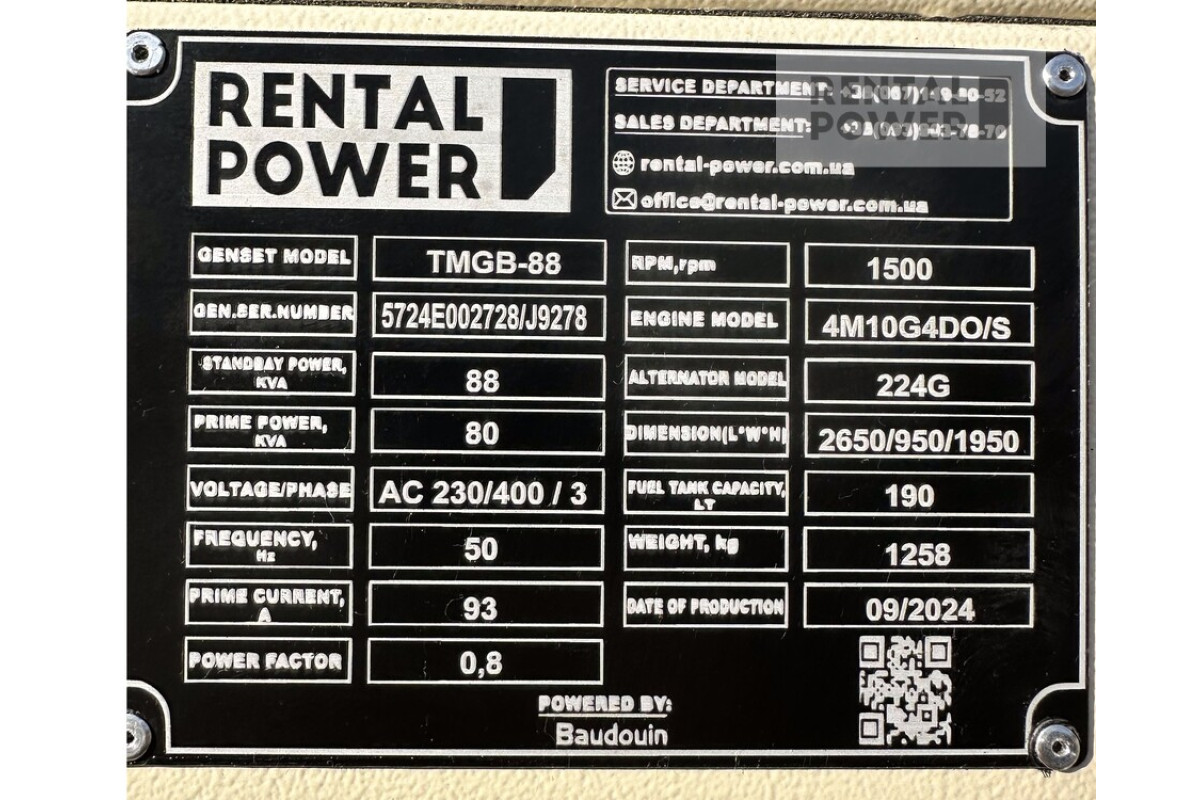 RENTAL
POWER
SERVICE DEPARTMENT:
SALES DEPARTMENT:
rental-power.com.ua
office@rental-power.com.ua
RENTAL
POWER
GENSET MODEL TMGB-88 RPM,rpm 1500
GEN.SER.NUMBER 5724E002728/J9278 ENGINE MODEL 4M10G4DO/S
STANDBAY POWER, KVA 88 ALTERNATOR MODEL 224G
PRIME POWER, KVA 80 DIMENSION(L*W*H) 2650/950/1950
VOLTAGE/PHASE AC 230/400 / 3 FUEL TANK CAPACITY, LT 190
FREQUENCY, Hz 50 WEIGHT, kg 1258
PRIME CURRENT, A 93 DATE OF PRODUCTION 09/2024
POWER FACTOR 0,8
POWERED BY:
Baudouin